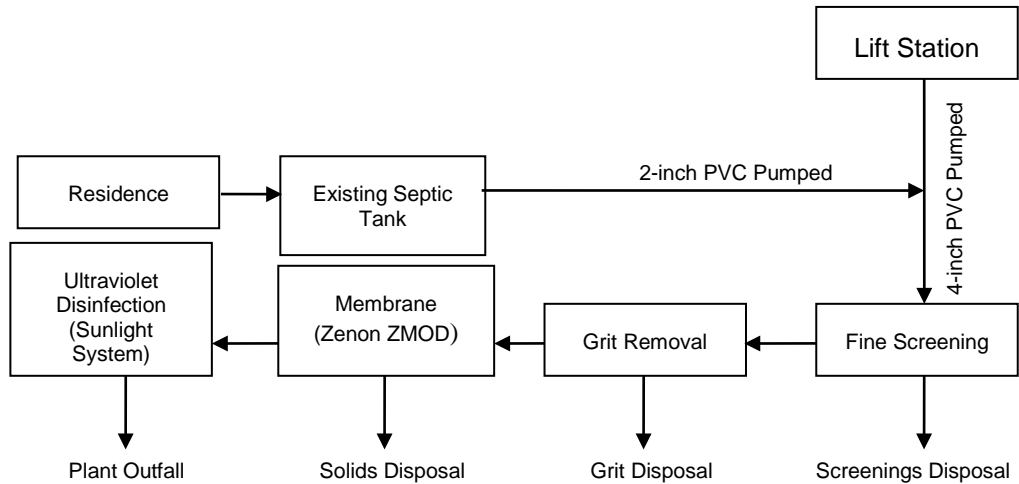 Lift Station
2-inch PVC Pumped
4-inch PVC Pumped
Residence
Existing Septic
Tank
Ultraviolet
Disinfection
(Sunlight
System)
Membrane
(Zenon ZMOD)
Grit Removal
Fine Screening
Plant Outfall
Solids Disposal
Grit Disposal
Screenings Disposal